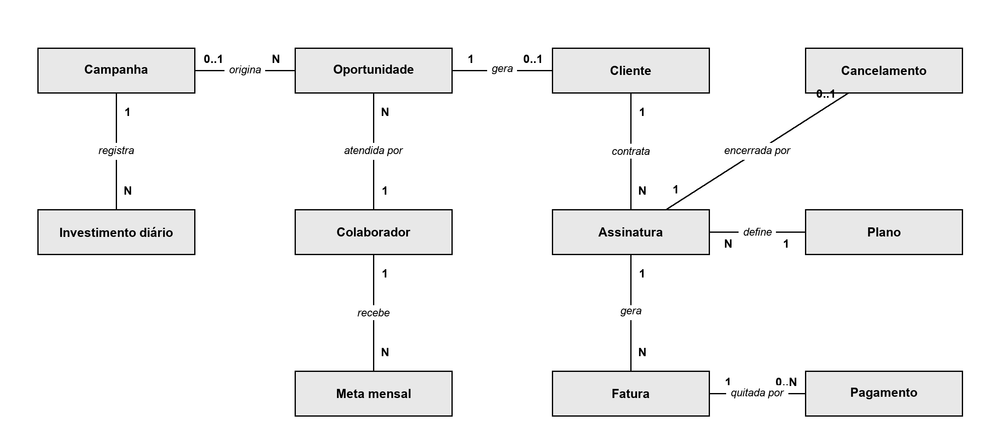 Campanha
0..1
origina
N
Oportunidade
1
gera
0..1
Cliente
Cancelamento
0..1
1
registra
N
N
atendida por
1
1
contrata
N
encerrada por
1
Investimento diário
Colaborador
Assinatura
N
define
1
Plano
1
recebe
N
1
gera
N
Meta mensal
Fatura
1
quitada por
0..N
Pagamento